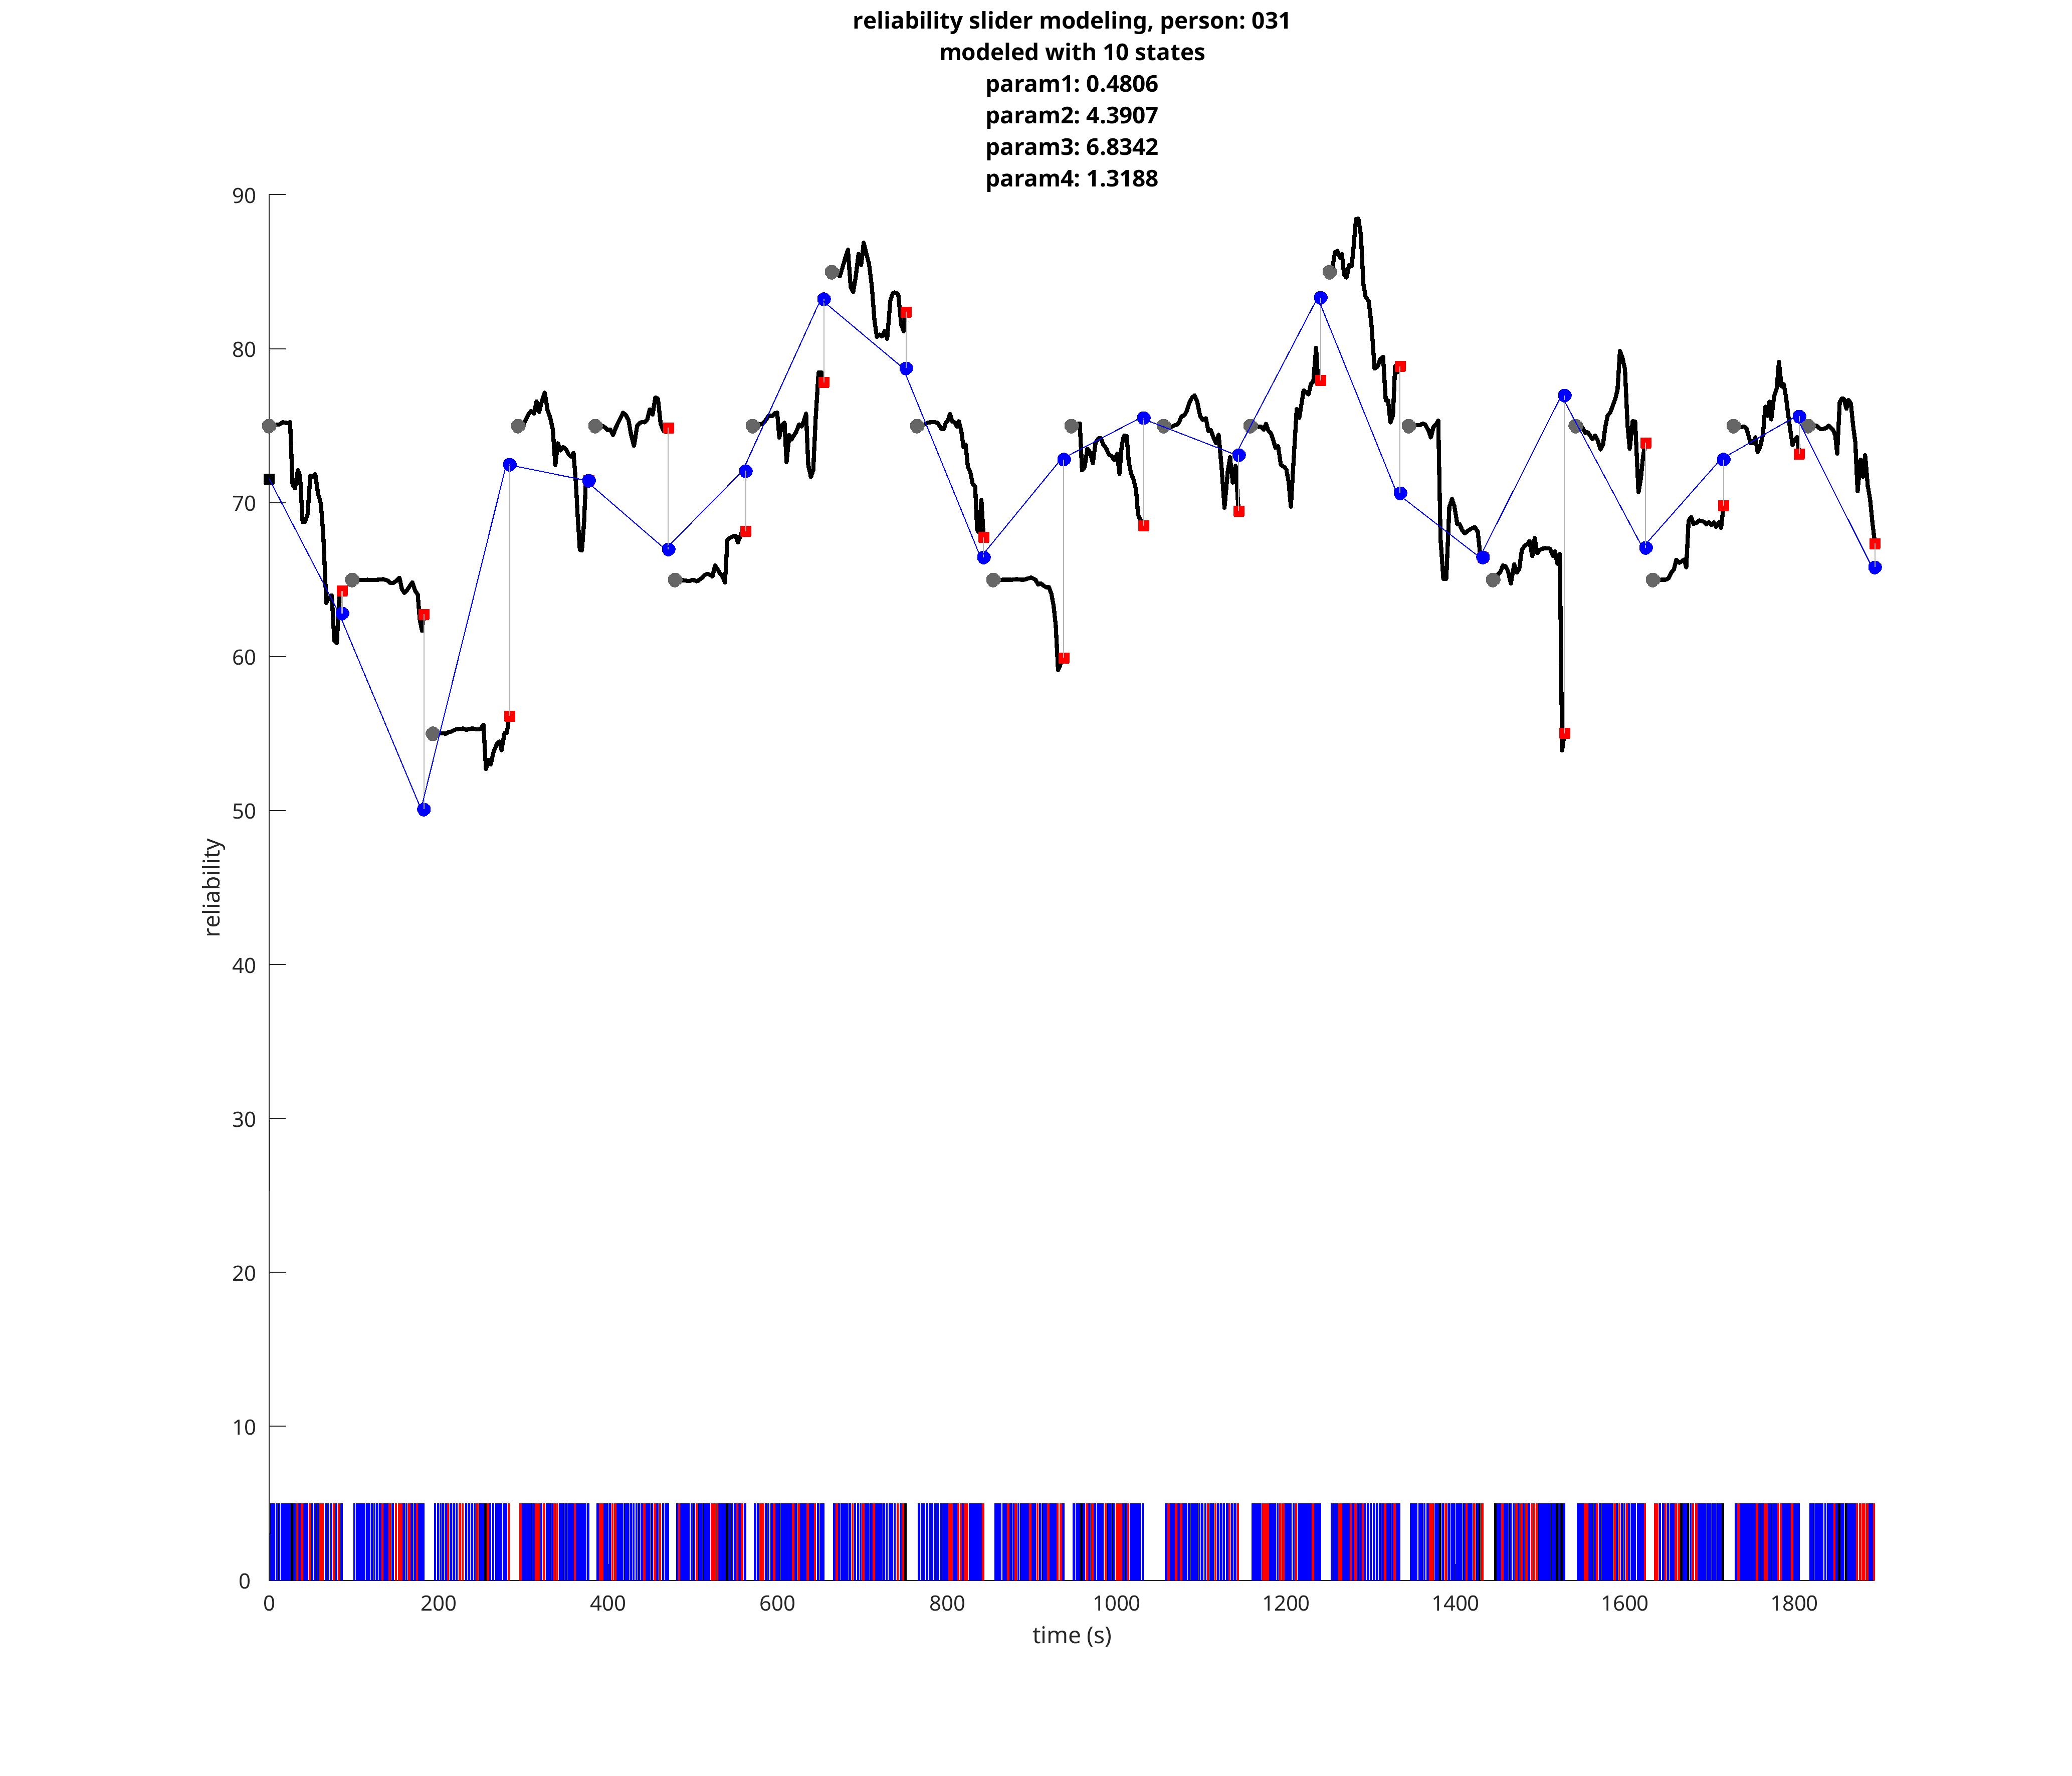 reliability slider modeling, person: 031
modeled with 10 states
param1: 0.4806
param2: 4.3907
param3: 6.8342
param4: 1.3188
90
80
70
60
50
40
30
20
10
0
reliability
0 200 400 600 800 1000 1200 1400 1600 1800
time (s)